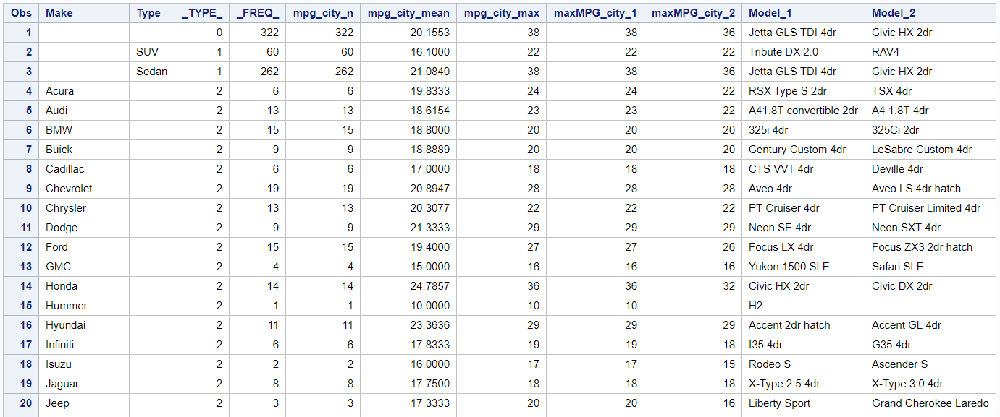 Obs Make Type _TYPE_ _FREQ_ mpg_city_n mpg_city_mean mpg_city_max maxMPG_city_1 maxMPG_city_2 Model_1 Model_2
1 0 322 322 20.1553 38 38 36 Jetta GLS TDI 4dr Civic HX 2dr
2 SUV 1 60 60 16.1000 22 22 22 Tribute DX 2.0 RAV4
3 Sedan 1 262 262 21.0840 38 38 36 Jetta GLS TDI 4dr Civic HX 2dr
4 Acura 2 6 6 19.8333 24 24 22 RSX Type S 2dr TSX 4dr
5 Audi 2 13 13 18.6154 23 23 22 A41.8T convertible 2dr A4 1.8T 4dr
6 BMW 2 15 15 18.8000 20 20 20 325i 4dr 325Ci 2dr
7 Buick 2 9 9 18.8889 20 20 20 Century Custom 4dr LeSabre Custom 4dr
8 Cadillac 2 6 6 17.0000 18 18 18 CTS VVT 4dr Deville 4dr
9 Chevrolet 2 19 19 20.8947 28 28 28 Aveo 4dr Aveo LS 4dr hatch
10 Chrysler 2 13 13 20.3077 22 22 22 PT Cruiser 4dr PT Cruiser Limited 4dr
11 Dodge 2 9 9 21.3333 29 29 29 Neon SE 4dr Neon SXT 4dr
12 Ford 2 15 15 19.4000 27 27 26 Focus LX 4dr Focus ZX3 2dr hatch
13 GMC 2 4 4 15.0000 16 16 16 Yukon 1500 SLE Safari SLE
14 Honda 2 14 14 24.7857 36 36 32 Civic HX 2dr Civic DX 2dr
15 Hummer 2 1 1 10.0000 10 10 . H2
16 Hyundai 2 11 11 23.3636 29 29 29 Accent 2dr hatch Accent GL 4dr
17 Infiniti 2 6 6 17.8333 19 19 18 I35 4dr G35 4dr
18 Isuzu 2 2 2 16.0000 17 17 15 Rodeo S Ascender S
19 Jaguar 2 8 8 17.7500 18 18 18 X-Type 2.5 4dr X-Type 3.0 4dr
20 Jeep 2 3 3 17.3333 20 20 16 Liberty Sport Grand Cherokee Laredo